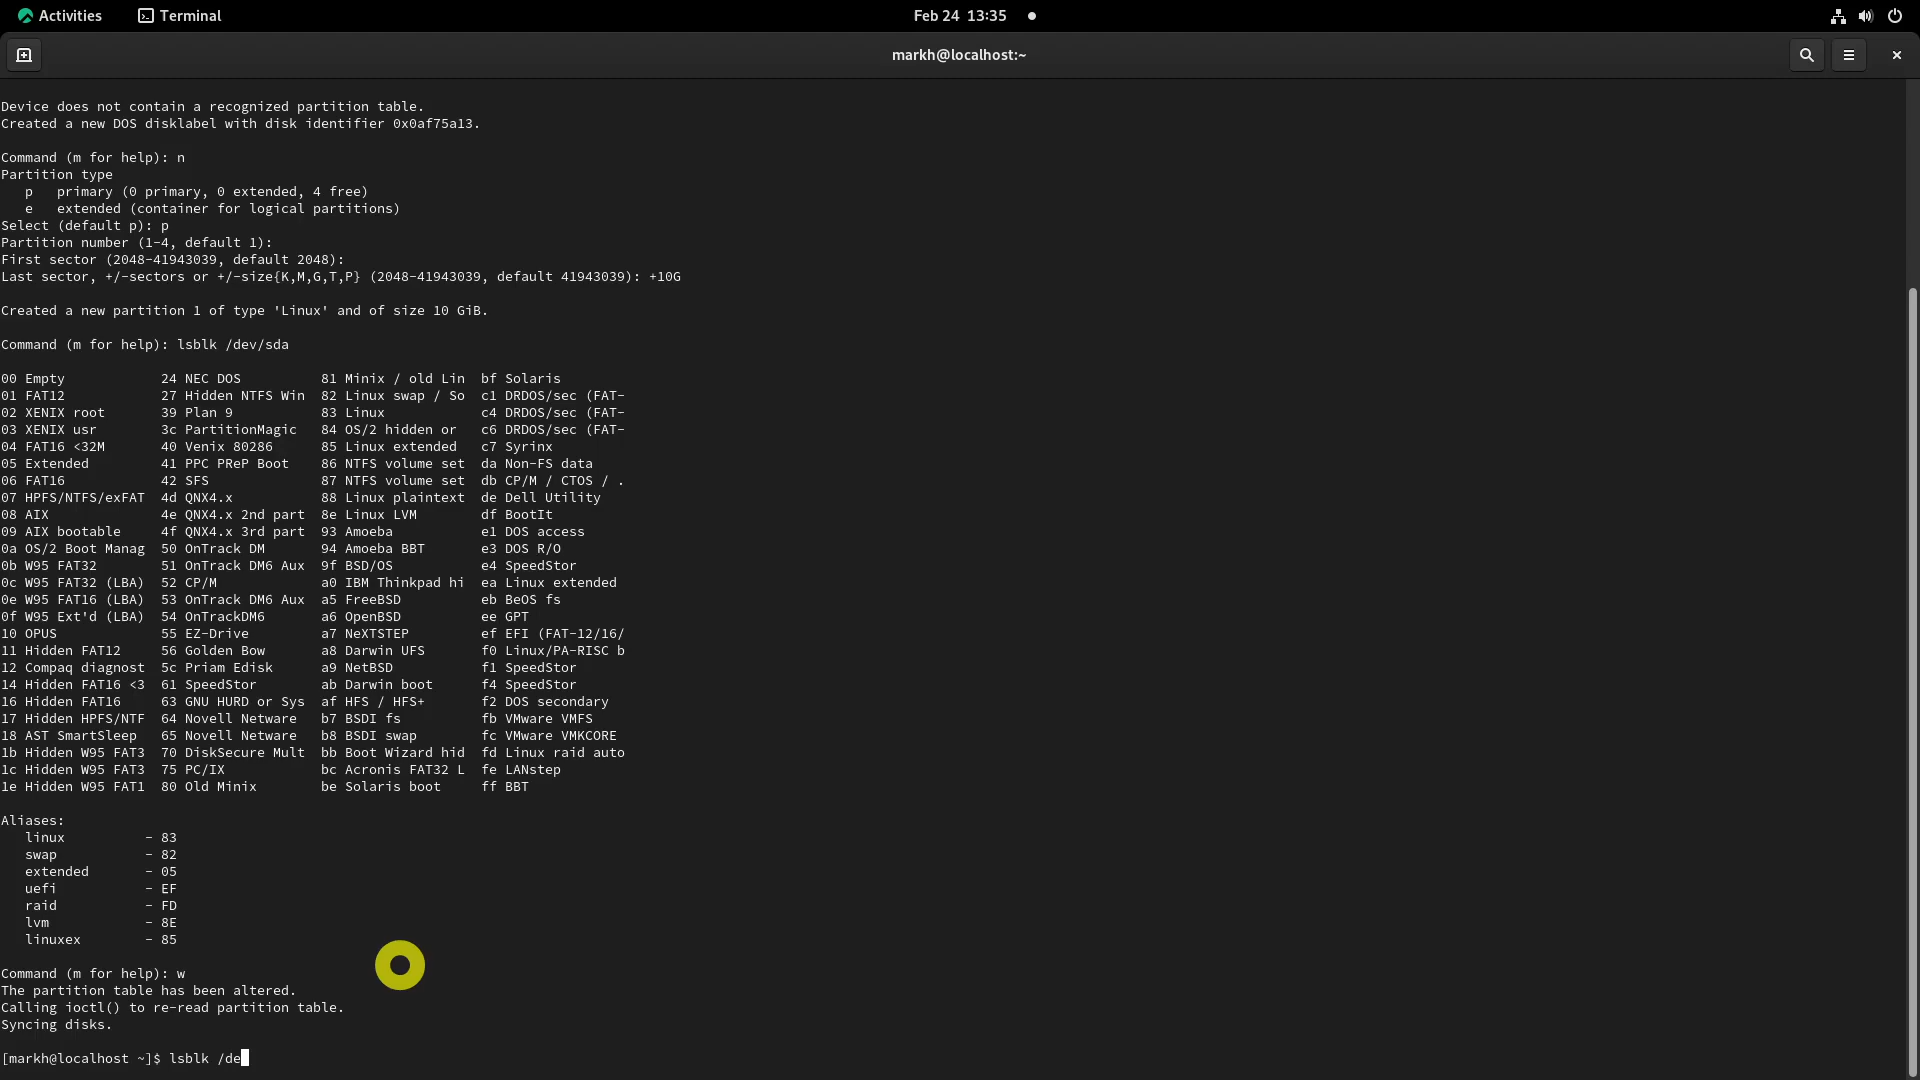 Activities Terminal Feb 24 13:35
markh@localhost:~
Device does not contain a recognized partition table.
Created a new DOS disklabel with disk identifier 0x0af75a13.
Command (m for help): n
Partition type
p primary (0 primary, 0 extended, 4 free)
e extended (container for logical partitions)
Select (default p): p
Partition number (1-4, default 1):
First sector (2048-41943039, default 2048):
Last sector, +/-sectors or +/-size{K,M,G,T,P} (2048-41943039, default 41943039): +10G
Created a new partition 1 of type 'Linux' and of size 10 GiB.
Command (m for help): lsblk /dev/sda
00 Empty 24 NEC DOS 81 Minix / old Lin bf Solaris
01 FAT12 27 Hidden NTFS Win 82 Linux swap / So c1 DRDOS/sec (FAT-
02 XENIX root 39 Plan 9 83 Linux c4 DRDOS/sec (FAT-
03 XENIX usr 3c PartitionMagic 84 OS/2 hidden or c6 DRDOS/sec (FAT-
04 FAT16 <32M 40 Venix 80286 85 Linux extended c7 Syrinx
05 Extended 41 PPC PReP Boot 86 NTFS volume set da Non-FS data
06 FAT16 42 SFS 87 NTFS volume set db CP/M / CTOS / .
07 HPFS/NTFS/exFAT 4d QNX4.x 88 Linux plaintext de Dell Utility
08 AIX 4e QNX4.x 2nd part 8e Linux LVM df BootIt
09 AIX bootable 4f QNX4.x 3rd part 93 Amoeba e1 DOS access
0a OS/2 Boot Manag 50 OnTrack DM 94 Amoeba BBT e3 DOS R/O
0b W95 FAT32 51 OnTrack DM6 Aux 9f BSD/OS e4 SpeedStor
0c W95 FAT32 (LBA) 52 CP/M a0 IBM Thinkpad hi ea Linux extended
0e W95 FAT16 (LBA) 53 OnTrack DM6 Aux a5 FreeBSD eb BeOS fs
0f W95 Ext'd (LBA) 54 OnTrackDM6 a6 OpenBSD ee GPT
10 OPUS 55 EZ-Drive a7 NeXTSTEP ef EFI (FAT-12/16/
11 Hidden FAT12 56 Golden Bow a8 Darwin UFS f0 Linux/PA-RISC b
12 Compaq diagnost 5c Priam Edisk a9 NetBSD f1 SpeedStor
14 Hidden FAT16 <3 61 SpeedStor ab Darwin boot f4 SpeedStor
16 Hidden FAT16 63 GNU HURD or Sys af HFS / HFS+ f2 DOS secondary
17 Hidden HPFS/NTF 64 Novell Netware b7 BSDI fs fb VMware VMFS
18 AST SmartSleep 65 Novell Netware b8 BSDI swap fc VMware VMKCORE
1b Hidden W95 FAT3 70 DiskSecure Mult bb Boot Wizard hid fd Linux raid auto
1c Hidden W95 FAT3 75 PC/IX bc Acronis FAT32 L fe LANstep
1e Hidden W95 FAT1 80 Old Minix be Solaris boot ff BBT
Aliases:
linux - 83
swap - 82
extended - 05
uefi - EF
raid - FD
lvm - 8E
linuxex - 85
Command (m for help): w
The partition table has been altered.
Calling ioctl() to re-read partition table.
Syncing disks.
[markh@localhost ~]$ lsblk /de